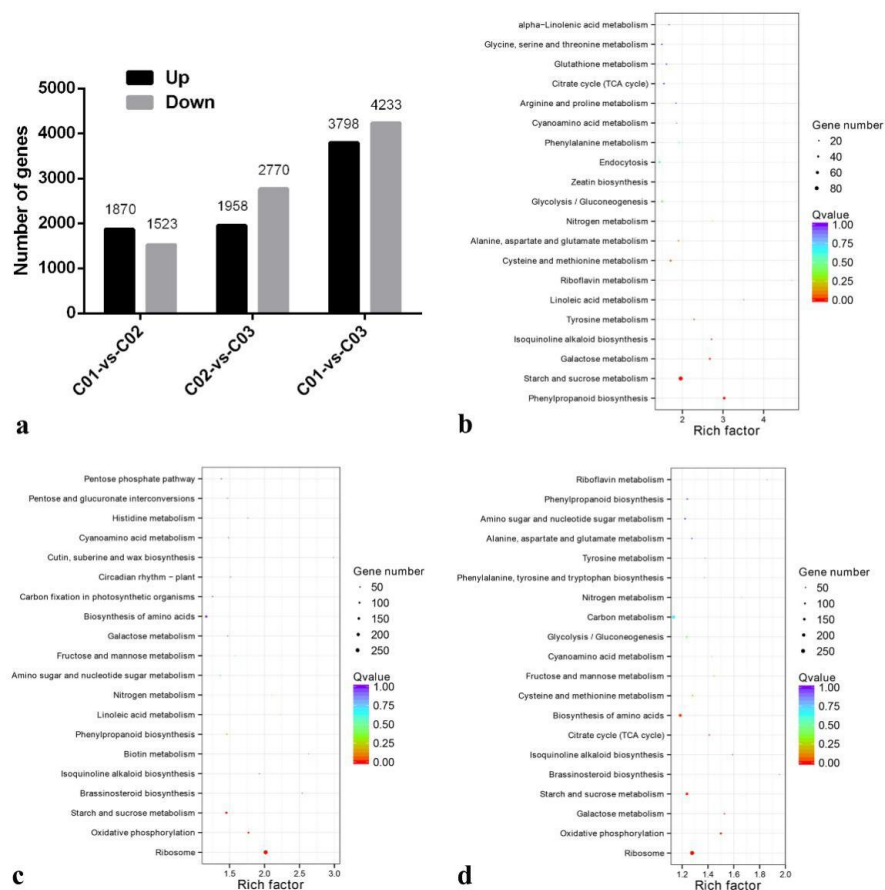 Up
Down
5000
4000
3000
2000
1000
0
Number of genes
1870
1523
1958
2770
3798
4233
C01-vs-C02
C02-vs-C03
C01-vs-C03
a
alpha−Linolenic acid metabolism
Glycine, serine and threonine metabolism
Glutathione metabolism
Citrate cycle (TCA cycle)
Arginine and proline metabolism
Cyanoamino acid metabolism
Phenylalanine metabolism
Endocytosis
Zeatin biosynthesis
Glycolysis / Gluconeogenesis
Nitrogen metabolism
Alanine, aspartate and glutamate metabolism
Cysteine and methionine metabolism
Riboflavin metabolism
Linoleic acid metabolism
Tyrosine metabolism
Isoquinoline alkaloid biosynthesis
Galactose metabolism
Starch and sucrose metabolism
Phenylpropanoid biosynthesis
2 3 4
Rich factor
Gene number
20
40
60
80
Qvalue
1.00
0.75
0.50
0.25
0.00
b
Pentose phosphate pathway
Pentose and glucuronate interconversions
Histidine metabolism
Cyanoamino acid metabolism
Cutin, suberine and wax biosynthesis
Circadian rhythm − plant
Carbon fixation in photosynthetic organisms
Biosynthesis of amino acids
Galactose metabolism
Fructose and mannose metabolism
Amino sugar and nucleotide sugar metabolism
Nitrogen metabolism
Linoleic acid metabolism
Phenylpropanoid biosynthesis
Biotin metabolism
Isoquinoline alkaloid biosynthesis
Brassinosteroid biosynthesis
Starch and sucrose metabolism
Oxidative phosphorylation
Ribosome
1.5 2.0 2.5 3.0
Rich factor
Gene number
50
100
150
200
250
Qvalue
1.00
0.75
0.50
0.25
0.00
c
Riboflavin metabolism
Phenylpropanoid biosynthesis
Amino sugar and nucleotide sugar metabolism
Alanine, aspartate and glutamate metabolism
Tyrosine metabolism
Phenylalanine, tyrosine and tryptophan biosynthesis
Nitrogen metabolism
Carbon metabolism
Glycolysis / Gluconeogenesis
Cyanoamino acid metabolism
Fructose and mannose metabolism
Cysteine and methionine metabolism
Biosynthesis of amino acids
Citrate cycle (TCA cycle)
Isoquinoline alkaloid biosynthesis
Brassinosteroid biosynthesis
Starch and sucrose metabolism
Galactose metabolism
Oxidative phosphorylation
Ribosome
1.2 1.4 1.6 1.8 2.0
Rich factor
Gene number
50
100
150
200
250
Qvalue
1.00
0.75
0.50
0.25
0.00
d